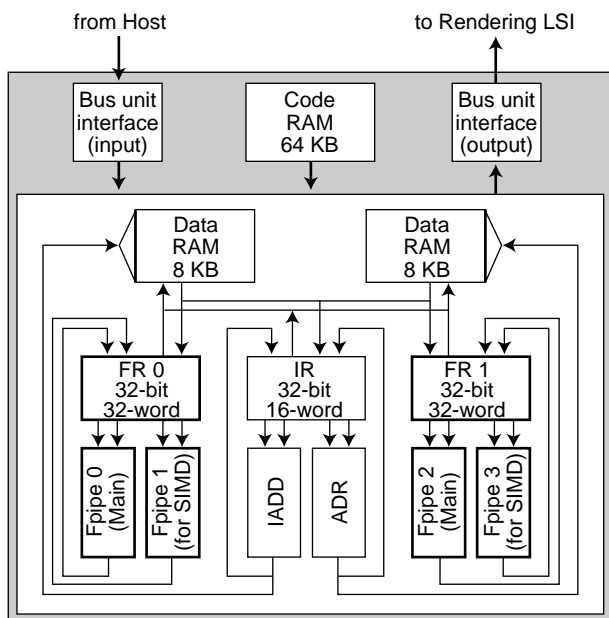 from Host
to Rendering LSI
Bus unit
interface
(input)
Code
RAM
64 KB
Bus unit
interface
(output)
Data
RAM
8 KB
Data
RAM
8 KB
FR 0
32-bit
32-word
IR
32-bit
16-word
FR 1
32-bit
32-word
Fpipe 0
(Main)
Fpipe 1
(for SIMD)
IADD
ADR
Fpipe 2
(Main)
Fpipe 3
(for SIMD)